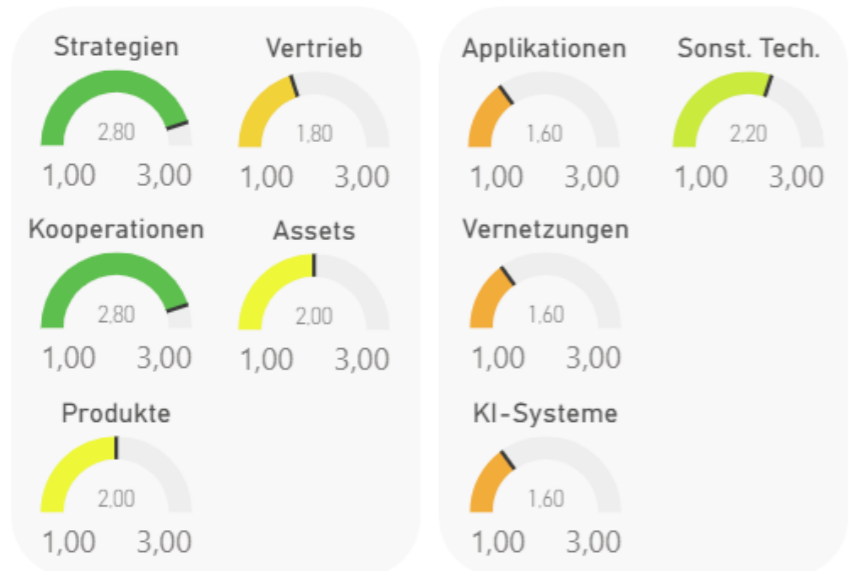 Strategien
2,80
1,00 3,00
Vertrieb
1,80
1,00 3,00
Kooperationen
2,80
1,00 3,00
Assets
2,00
1,00 3,00
Produkte
2,00
1,00 3,00
Applikationen
1,60
1,00 3,00
Sonst. Tech.
2,20
1,00 3,00
Vernetzungen
1,60
1,00 3,00
KI-Systeme
1,60
1,00 3,00